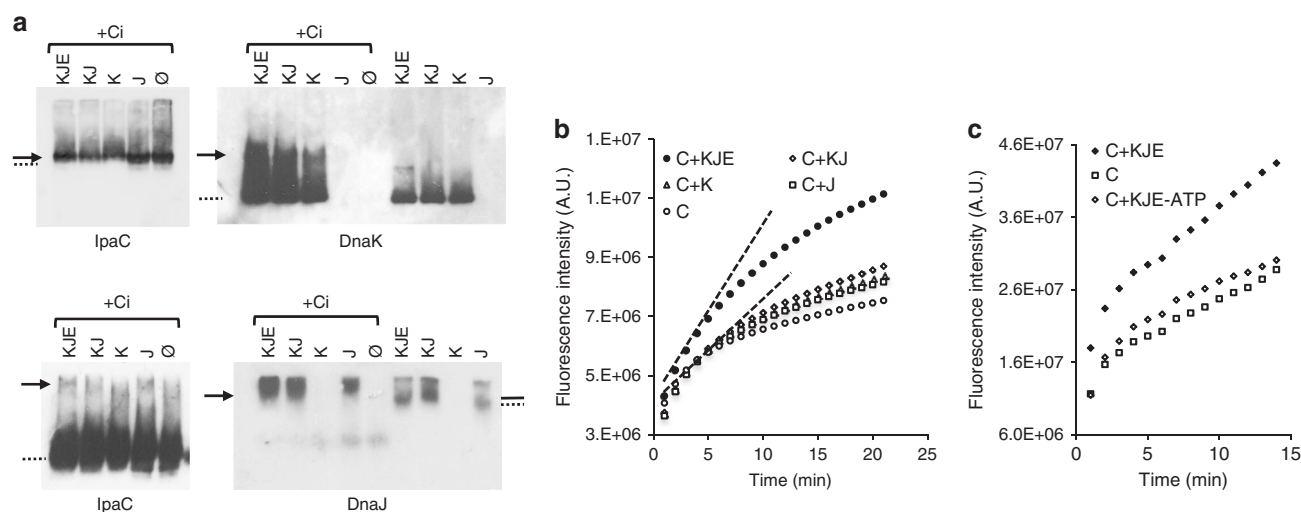 a
+Ci
KJE KJ K J Ø
IpaC
+Ci
KJE KJ K J Ø KJE KJ K J
DnaK
+Ci
KJE KJ K J Ø
IpaC
+Ci
KJE KJ K J Ø KJE KJ K J
DnaJ
b
Fluorescence intensity (A.U.)
1.E+07
1.E+07
9.E+06
7.E+06
5.E+06
3.E+06
C+KJE
C+KJ
C+K
C+J
C
0 5 10 15 20 25
Time (min)
c
Fluorescence intensity (A.U.)
4.6E+07
3.6E+07
2.6E+07
1.6E+07
6.0E+06
C+KJE
C
C+KJE-ATP
0 5 10 15
Time (min)